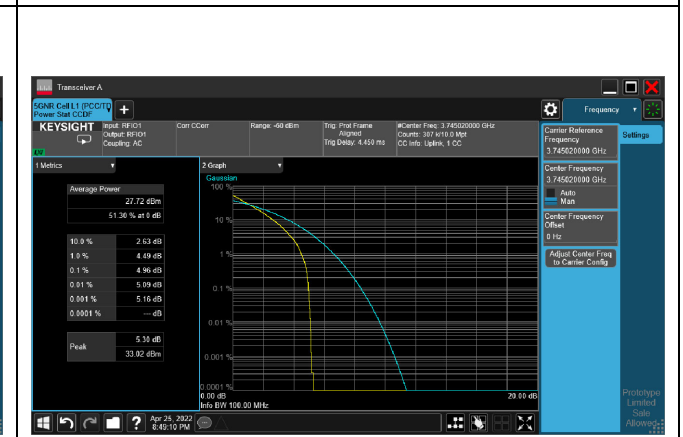 Transceiver A
5GNR Cell L1 (PCC/TD
Power Stat CCDF
Frequency
KEYSIGHT
Input: RFIO1
Output: RFIO1
Coupling: AC
Corr CCorr
Range: -60 dBm
Trig: Prot Frame
Aligned
Trig Delay: 4.450 ms
#Center Freq: 3.745020000 GHz
Counts: 307 k/10.0 Mpt
CC Info: Uplink, 1 CC
Carrier Reference
Frequency
3.745020000 GHz
Settings
Center Frequency
3.745020000 GHz
Auto
Man
Center Frequency
Offset
0 Hz
Adjust Center Freq
to Carrier Config
1 Metrics
Average Power
27.72 dBm
51.30 % at 0 dB
10.0 % 2.63 dB
1.0 % 4.49 dB
0.1 % 4.96 dB
0.01 % 5.09 dB
0.001 % 5.16 dB
0.0001 % --- dB
Peak
5.30 dB
33.02 dBm
2 Graph
Gaussian
100 %
10 %
1 %
0.1 %
0.01 %
0.001 %
0.0001 %
0.00 dB
20.00 dB
Info BW 100.00 MHz
Prototype
Limited
Sale
Allowed
Apr 25, 2022
8:49:10 PM